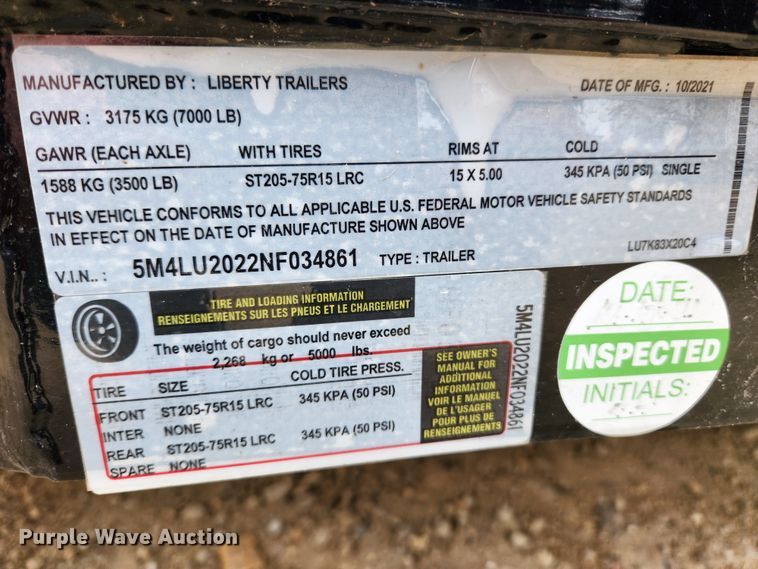 MANUFACTURED BY : LIBERTY TRAILERS DATE OF MFG. : 10/2021
GVWR : 3175 KG (7000 LB)
GAWR (EACH AXLE) WITH TIRES RIMS AT COLD
1588 KG (3500 LB) ST205-75R15 LRC 15 X 5.00 345 KPA (50 PSI) SINGLE
THIS VEHICLE CONFORMS TO ALL APPLICABLE U.S. FEDERAL MOTOR VEHICLE SAFETY STANDARDS
IN EFFECT ON THE DATE OF MANUFACTURE SHOWN ABOVE
LU7K83X20C4
V.I.N.. : 5M4LU2022NF034861 TYPE : TRAILER
TIRE AND LOADING INFORMATION
RENSEIGNEMENTS SUR LES PNEUS ET LE CHARGEMENT
The weight of cargo should never exceed
2,268 kg or 5000 lbs.
TIRE SIZE COLD TIRE PRESS.
FRONT ST205-75R15 LRC 345 KPA (50 PSI)
INTER NONE
REAR ST205-75R15 LRC 345 KPA (50 PSI)
SPARE NONE
SEE OWNER'S
MANUAL FOR
ADDITIONAL
INFORMATION
VOIR LE MANUEL
DE L'USAGER
POUR PLUS DE
RENSEIGNEMENTS
5M4LU2022NF034861
DATE:
INSPECTED
INITIALS:
Purple Wave Auction